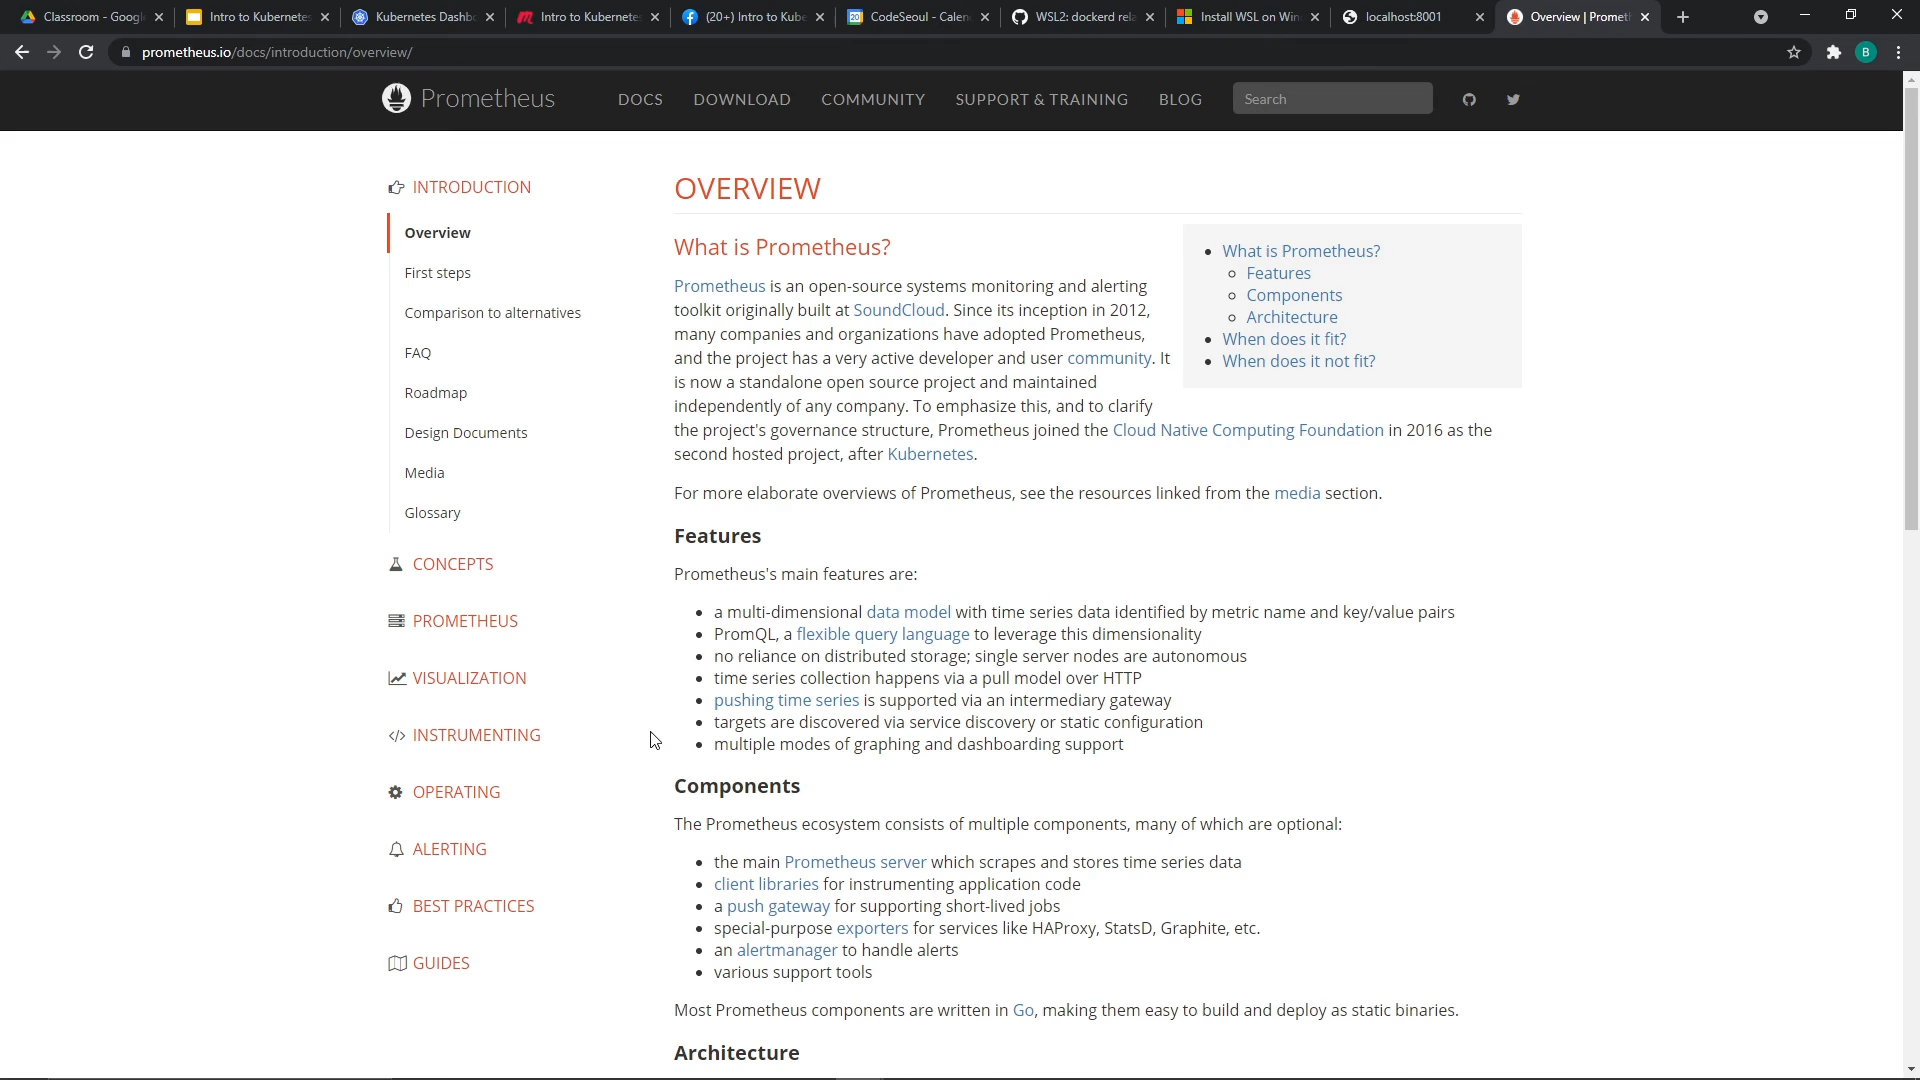 Classroom - Google
Intro to Kubernetes
Kubernetes Dashb
Intro to Kubernetes
(20+) Intro to Kube
CodeSeoul - Calen
WSL2: dockerd rela
Install WSL on Win
localhost:8001
Overview | Prometh
prometheus.io/docs/introduction/overview/
B
Prometheus
DOCS
DOWNLOAD
COMMUNITY
SUPPORT & TRAINING
BLOG
Search
INTRODUCTION
Overview
First steps
Comparison to alternatives
FAQ
Roadmap
Design Documents
Media
Glossary
CONCEPTS
PROMETHEUS
VISUALIZATION
INSTRUMENTING
OPERATING
ALERTING
BEST PRACTICES
GUIDES
OVERVIEW
What is Prometheus?
Prometheus is an open-source systems monitoring and alerting
toolkit originally built at SoundCloud. Since its inception in 2012,
many companies and organizations have adopted Prometheus,
and the project has a very active developer and user community. It
is now a standalone open source project and maintained
independently of any company. To emphasize this, and to clarify
the project's governance structure, Prometheus joined the Cloud Native Computing Foundation in 2016 as the
second hosted project, after Kubernetes.
What is Prometheus?
Features
Components
Architecture
When does it fit?
When does it not fit?
For more elaborate overviews of Prometheus, see the resources linked from the media section.
Features
Prometheus's main features are:
a multi-dimensional data model with time series data identified by metric name and key/value pairs
PromQL, a flexible query language to leverage this dimensionality
no reliance on distributed storage; single server nodes are autonomous
time series collection happens via a pull model over HTTP
pushing time series is supported via an intermediary gateway
targets are discovered via service discovery or static configuration
multiple modes of graphing and dashboarding support
Components
The Prometheus ecosystem consists of multiple components, many of which are optional:
the main Prometheus server which scrapes and stores time series data
client libraries for instrumenting application code
a push gateway for supporting short-lived jobs
special-purpose exporters for services like HAProxy, StatsD, Graphite, etc.
an alertmanager to handle alerts
various support tools
Most Prometheus components are written in Go, making them easy to build and deploy as static binaries.
Architecture